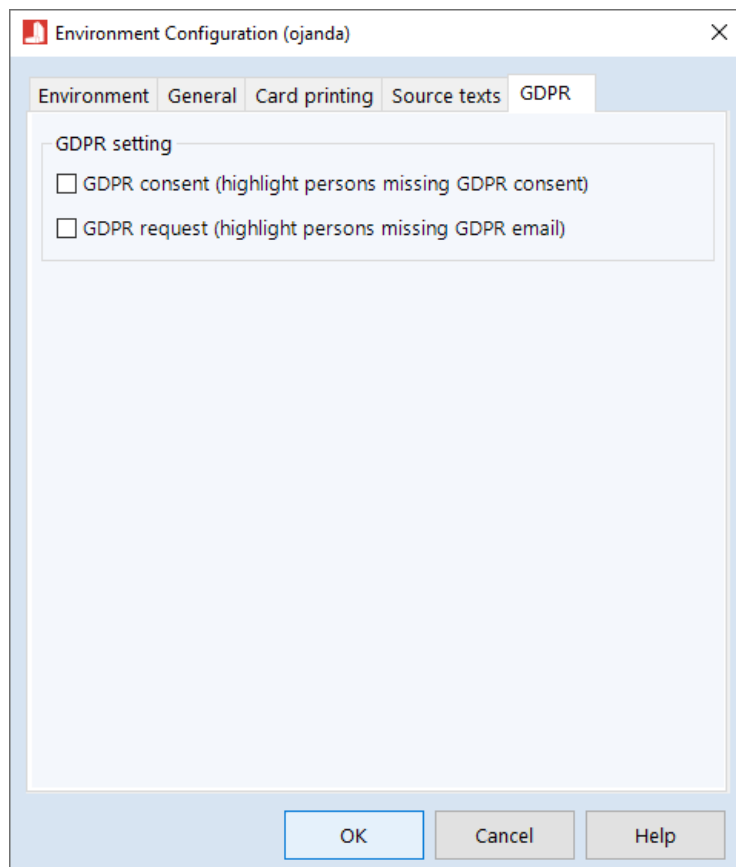 Environment Configuration (ojanda)
Environment General Card printing Source texts GDPR
GDPR setting
GDPR consent (highlight persons missing GDPR consent)
GDPR request (highlight persons missing GDPR email)
OK Cancel Help